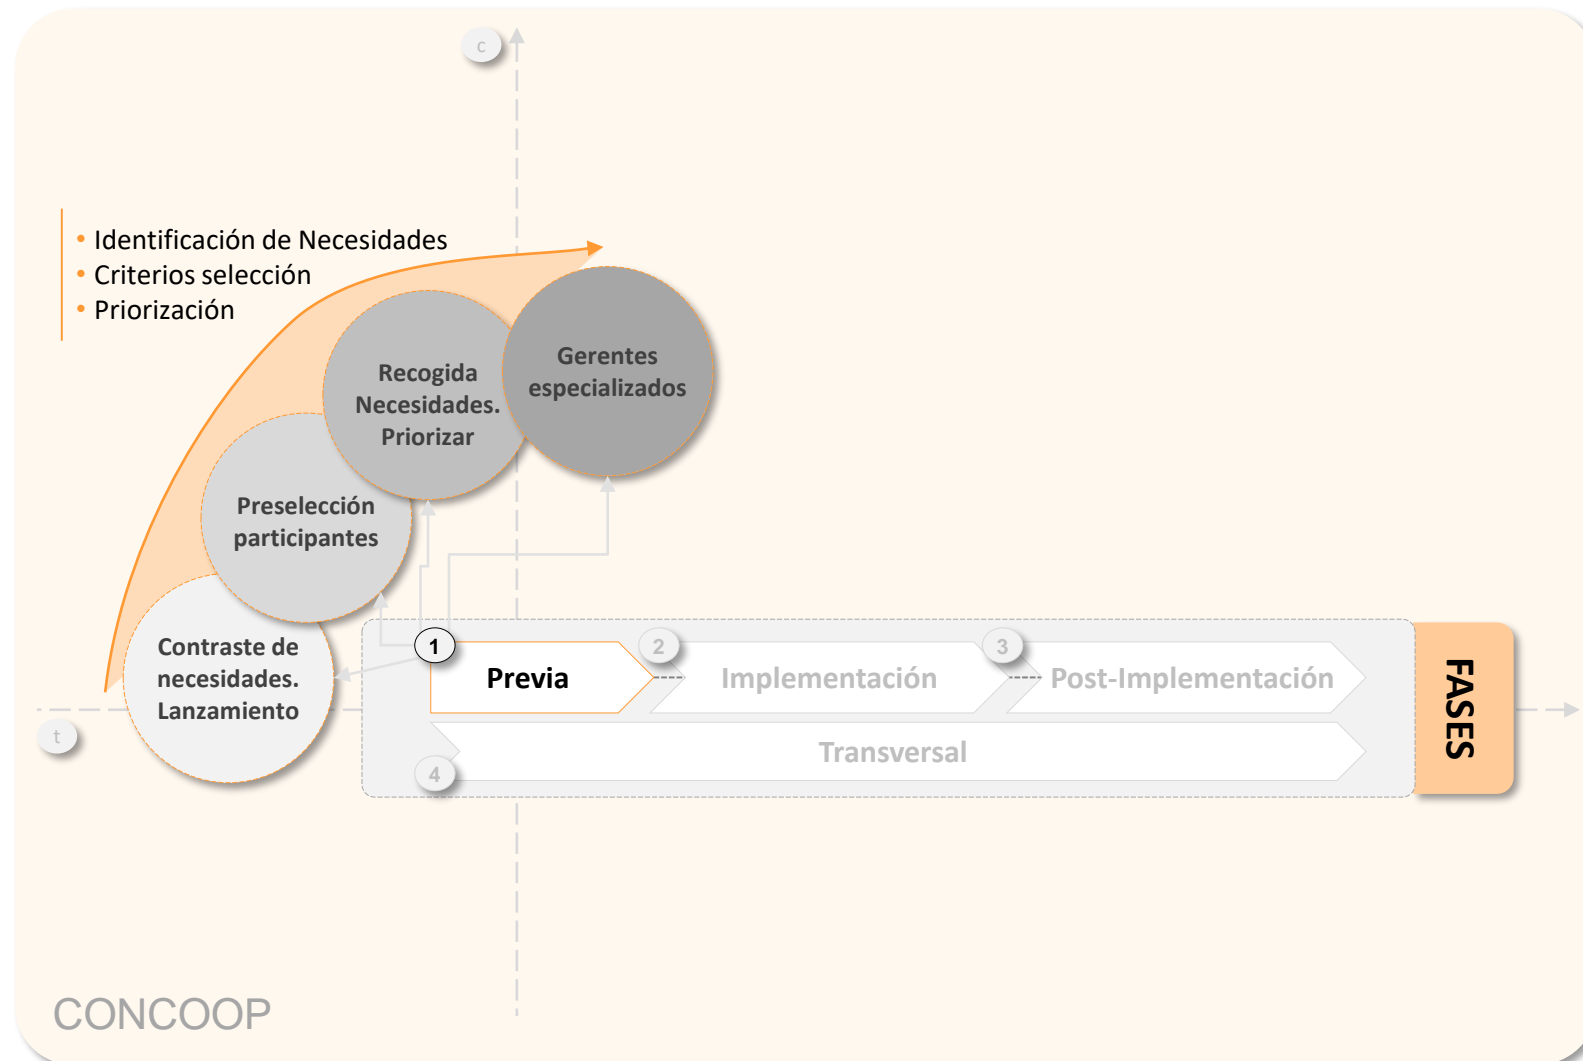 c
• Identificación de Necesidades
• Criterios selección
• Priorización
Gerentes
especializados
Recogida
Necesidades.
Priorizar
Preselección
participantes
Contraste de
necesidades.
Lanzamiento
1
Previa
2
Implementación
3
Post-Implementación
FASES
t
4
Transversal
CONCOOP